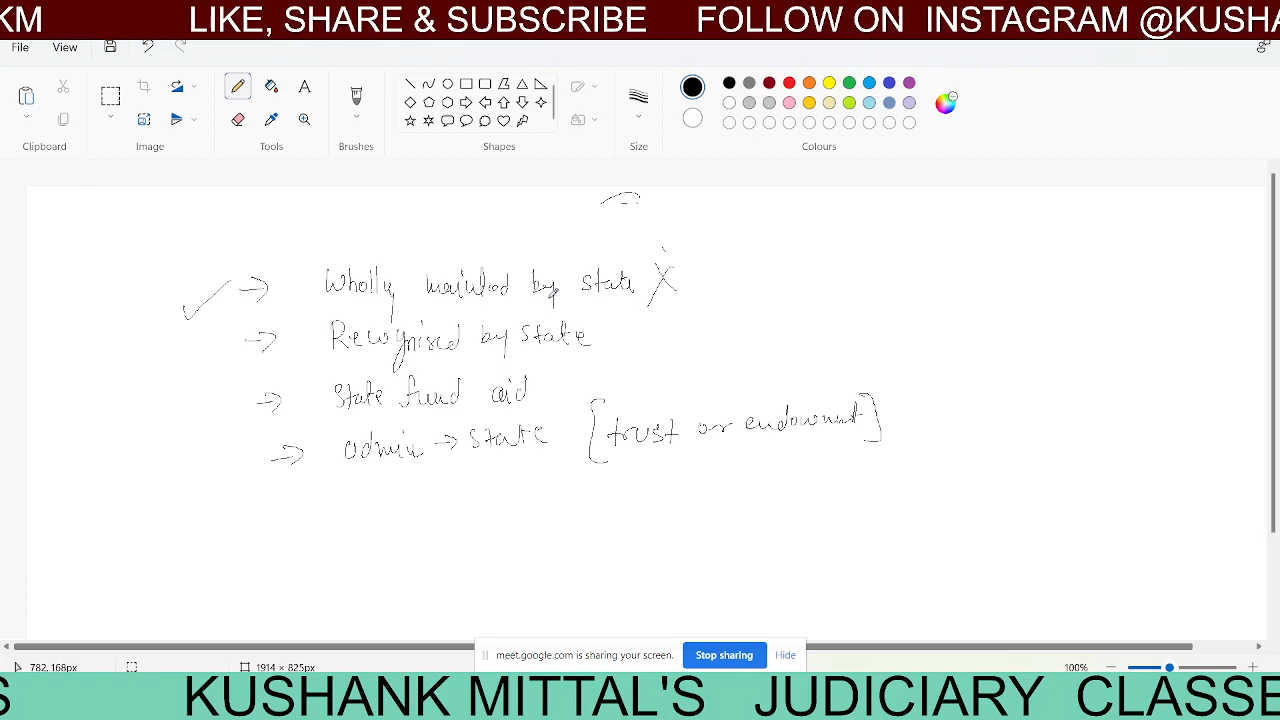 KM LIKE, SHARE & SUBSCRIBE FOLLOW ON INSTAGRAM @KUSHA
File View
Clipboard Image Tools Brushes Shapes Size Colours
→ Wholly by State X
→ Recognised by State
→ State fund aid
→ admin → State [trust or endowment]
meet.google.com is sharing your screen. Stop sharing Hide
782, 168px 1914 × 825px 100%
S KUSHANK MITTAL'S JUDICIARY CLASSE